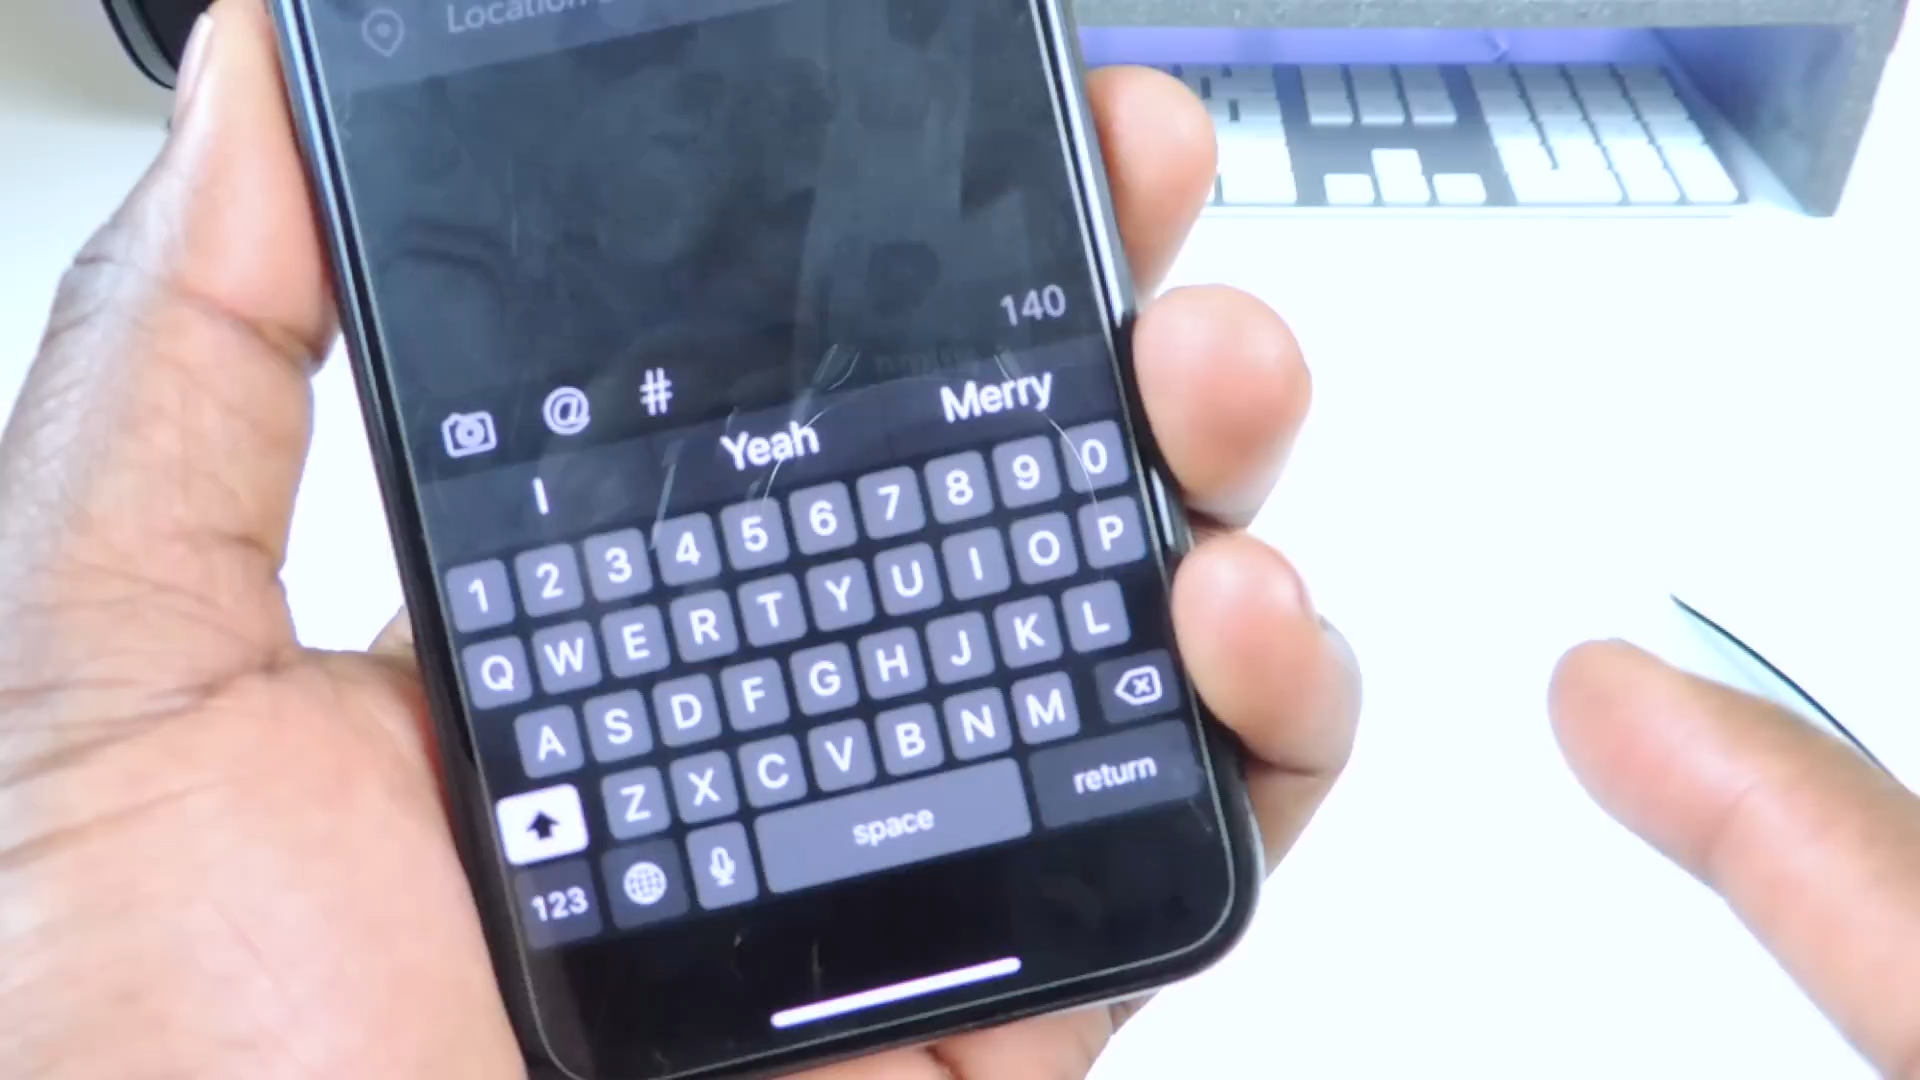 Location
140
@ #
I Yeah Merry
1 2 3 4 5 6 7 8 9 0
Q W E R T Y U I O P
A S D F G H J K L
Z X C V B N M
123 space return